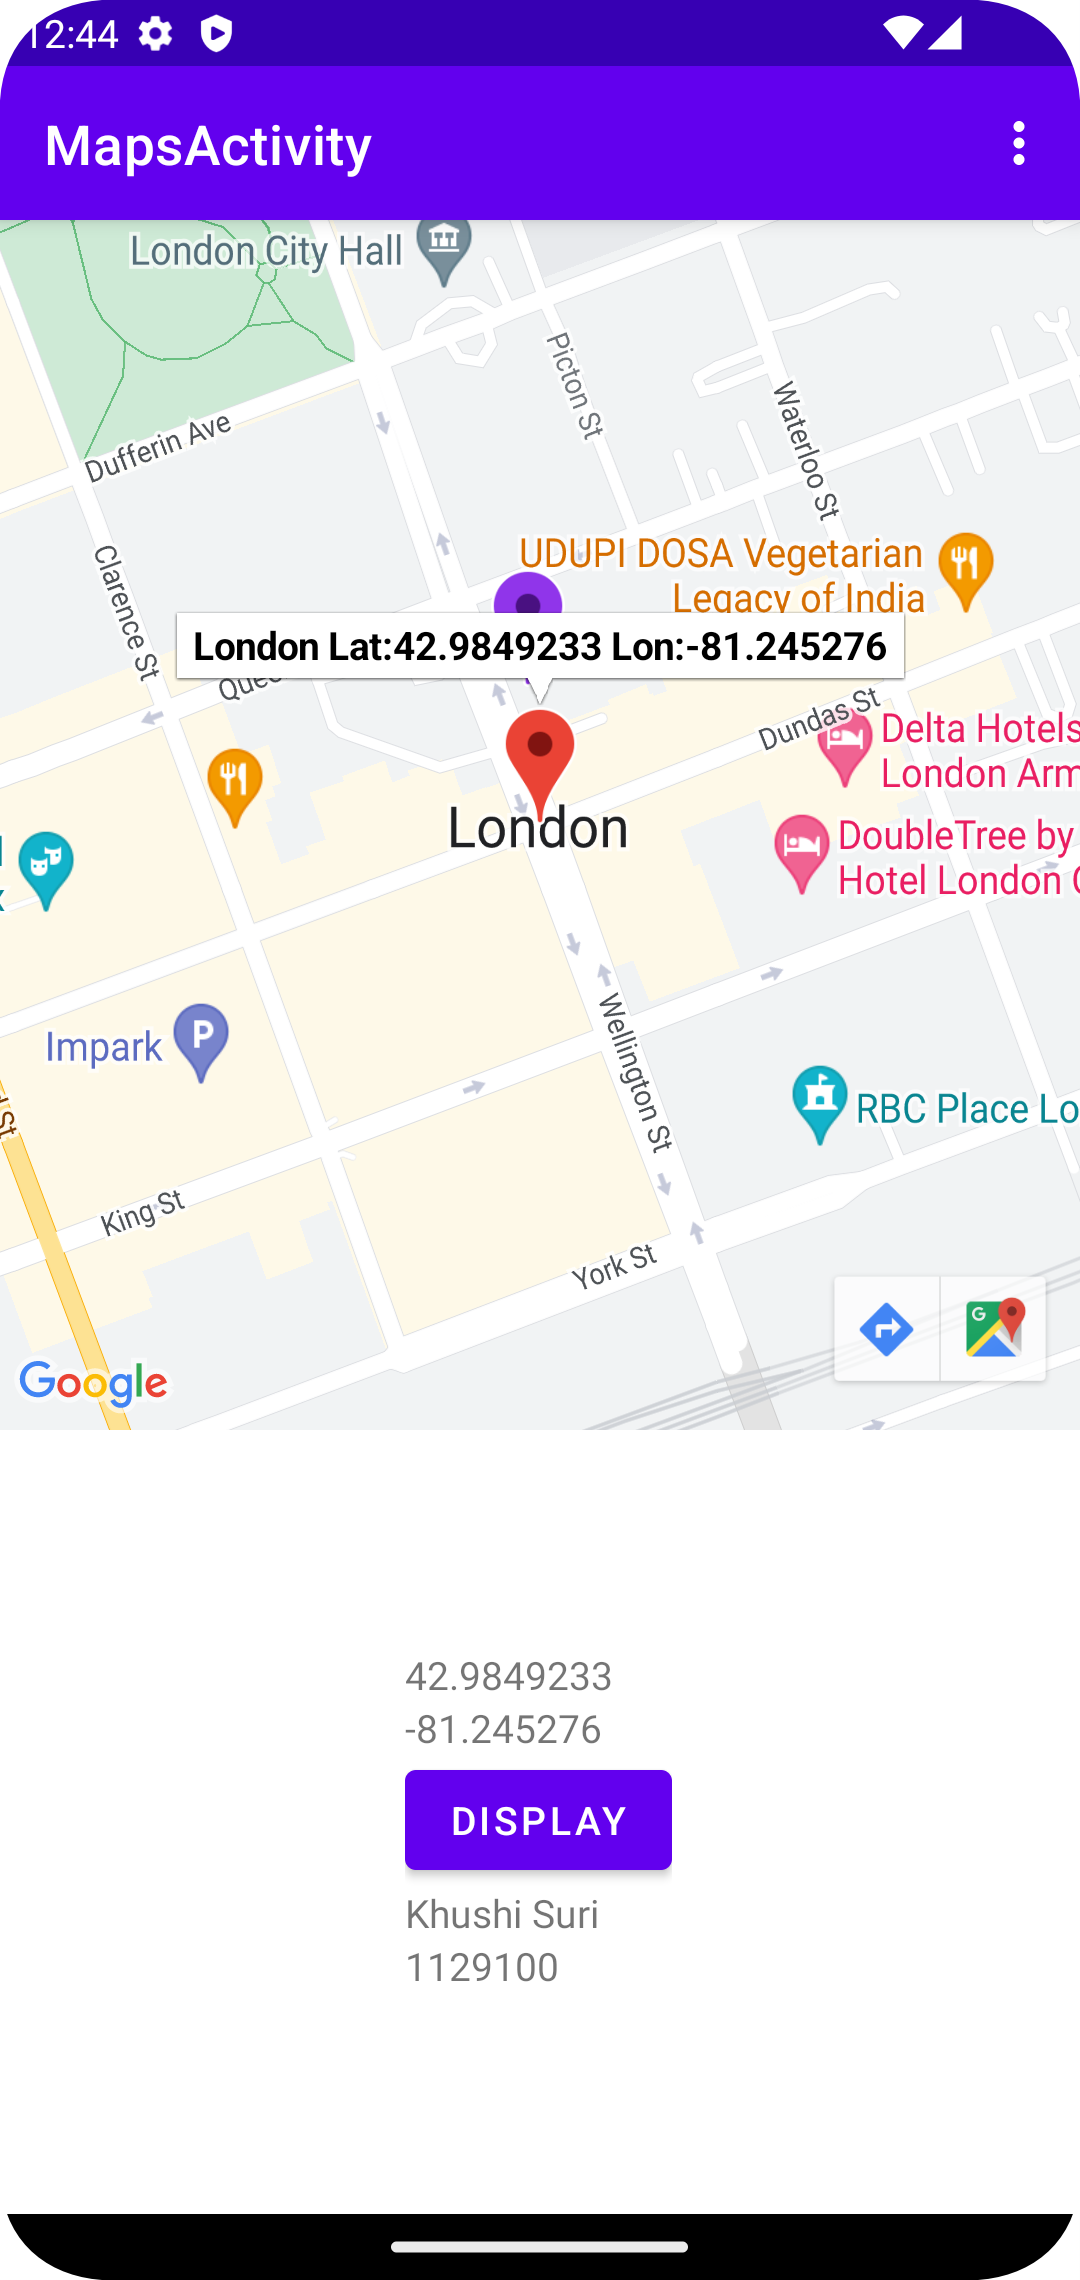 12:44
MapsActivity
London City Hall
Picton St
Waterloo St
Dufferin Ave
Clarence St
UDUPI DOSA Vegetarian
Legacy of India
London Lat:42.9849233 Lon:-81.245276
Dundas St
Delta Hotels
London Arm
London
DoubleTree by
Hotel London
Impark
P
Wellington St
RBC Place Lo
King St
York St
G
Google
42.9849233
-81.245276
DISPLAY
Khushi Suri
1129100